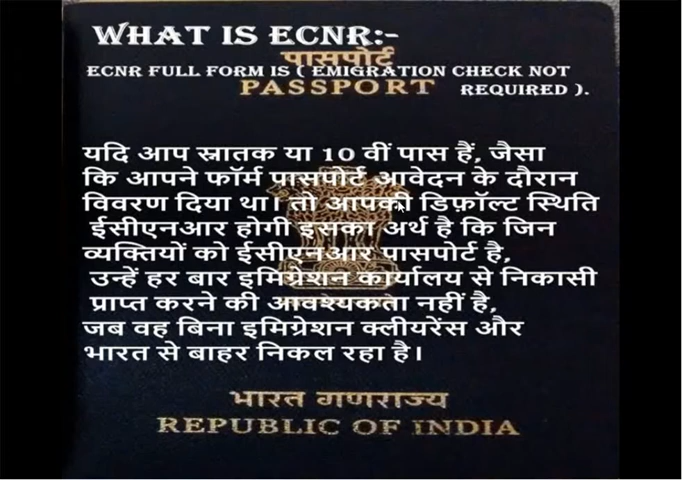 WHAT IS ECNR:-
पासपोर्ट
ECNR FULL FORM IS ( EMIGRATION CHECK NOT
PASSPORT REQUIRED ).
यदि आप स्नातक या 10 वीं पास हैं, जैसा
कि आपने फॉर्म पासपोर्ट आवेदन के दौरान
विवरण दिया था। तो आपकी डिफ़ॉल्ट स्थिति
ईसीएनआर होगी इसका अर्थ है कि जिन
व्यक्तियों को ईसीएनआर पासपोर्ट है,
उन्हें हर बार इमिग्रेशन कार्यालय से निकासी
प्राप्त करने की आवश्यकता नहीं है,
जब वह बिना इमिग्रेशन क्लीयरेंस और
भारत से बाहर निकल रहा है।
भारत गणराज्य
REPUBLIC OF INDIA